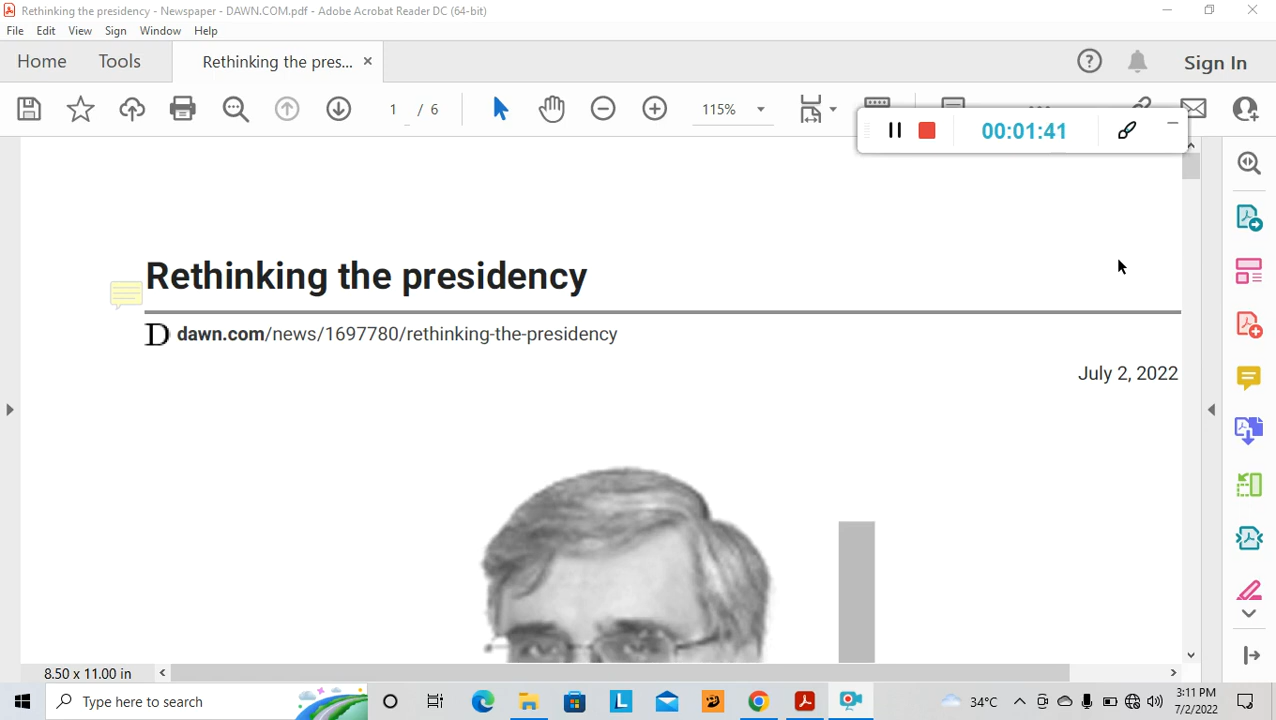 Rethinking the presidency - Newspaper - DAWN.COM.pdf - Adobe Acrobat Reader DC (64-bit)
File Edit View Sign Window Help
Home Tools Rethinking the pres... × Sign In
1 / 6 115%
00:01:41
Rethinking the presidency
D dawn.com/news/1697780/rethinking-the-presidency
July 2, 2022
8.50 x 11.00 in
Type here to search
34°C
3:11 PM
7/2/2022